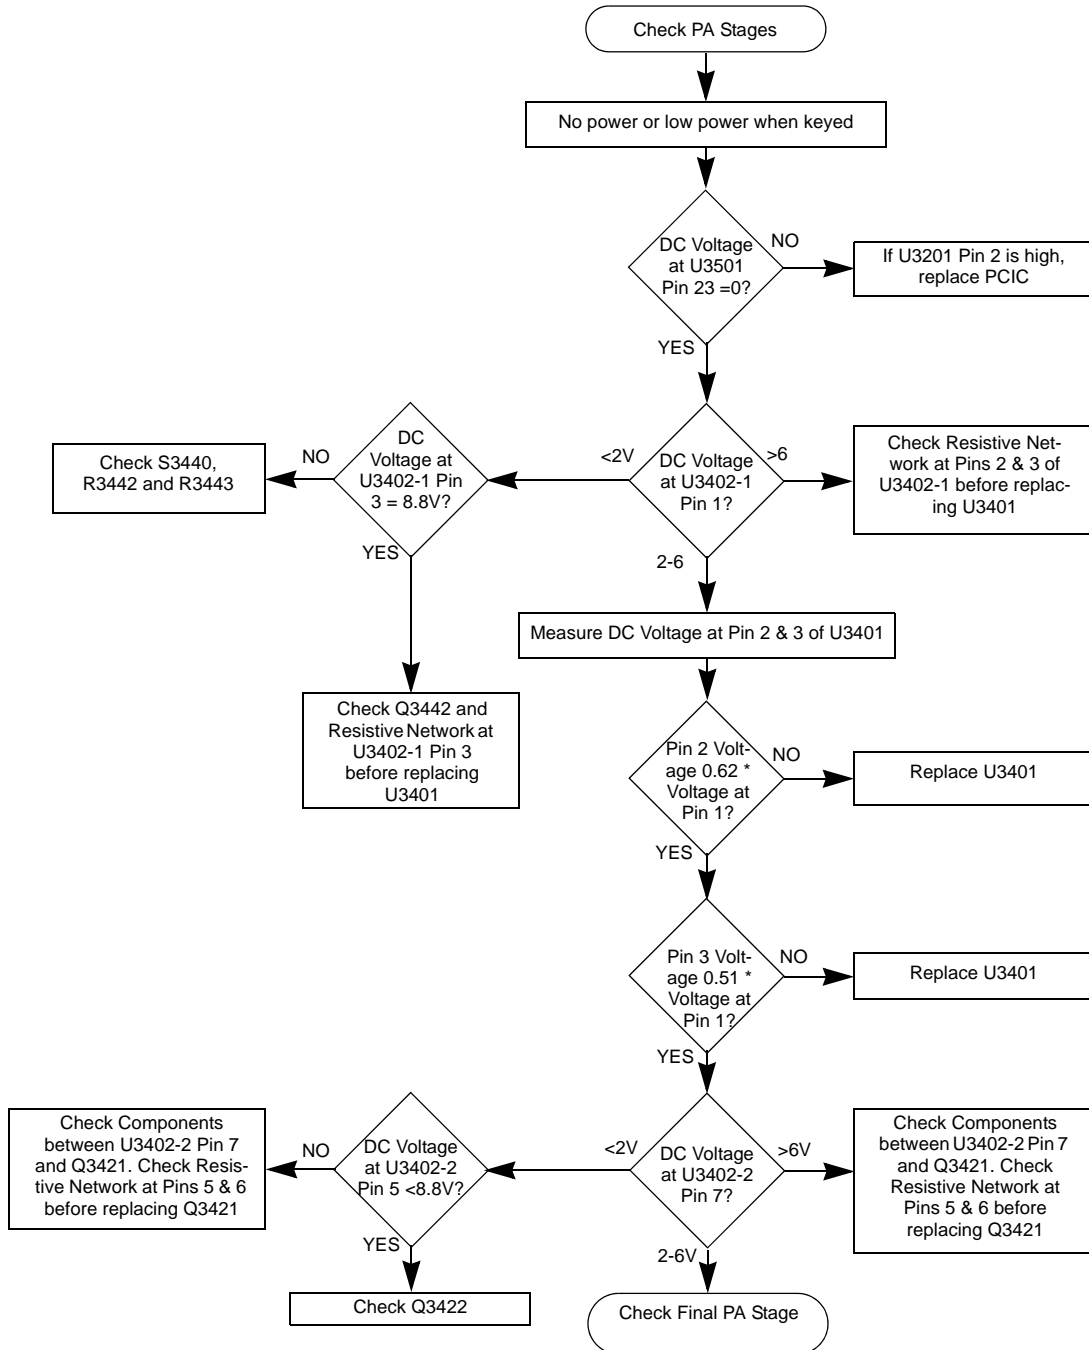 Check PA Stages
No power or low power when keyed
DC Voltage
at U3501
Pin 23 =0?
NO
If U3201 Pin 2 is high,
replace PCIC
YES
DC Voltage
at U3402-1
Pin 1?
<2V
>6
Check Resistive Net-
work at Pins 2 & 3 of
U3402-1 before replac-
ing U3401
DC
Voltage at
U3402-1 Pin
3 = 8.8V?
NO
Check S3440,
R3442 and R3443
YES
Check Q3442 and
Resistive Network at
U3402-1 Pin 3
before replacing
U3401
2-6
Measure DC Voltage at Pin 2 & 3 of U3401
Pin 2 Volt-
age 0.62 *
Voltage at
Pin 1?
NO
Replace U3401
YES
Pin 3 Volt-
age 0.51 *
Voltage at
Pin 1?
NO
Replace U3401
YES
DC Voltage
at U3402-2
Pin 7?
<2V
>6V
Check Components
between U3402-2 Pin 7
and Q3421. Check
Resistive Network at
Pins 5 & 6 before
replacing Q3421
DC Voltage
at U3402-2
Pin 5 <8.8V?
NO
Check Components
between U3402-2 Pin 7
and Q3421. Check Resis-
tive Network at Pins 5 & 6
before replacing Q3421
YES
Check Q3422
2-6V
Check Final PA Stage